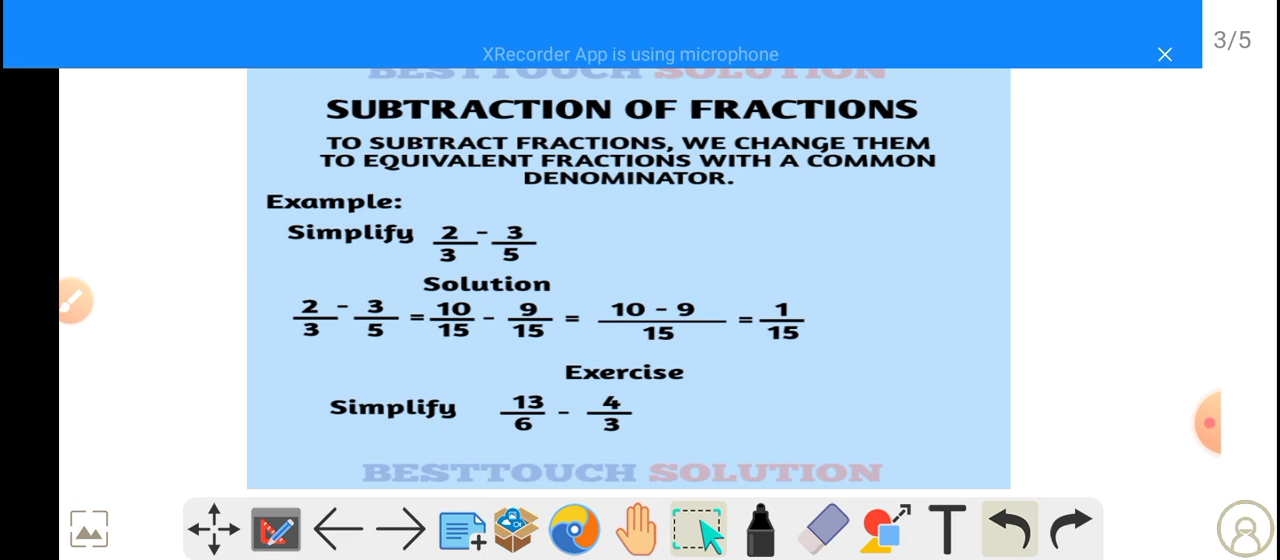 XRecorder App is using microphone
3/5
BESTTOUCH SOLUTION
SUBTRACTION OF FRACTIONS
TO SUBTRACT FRACTIONS, WE CHANGE THEM
TO EQUIVALENT FRACTIONS WITH A COMMON
DENOMINATOR.
Example:
Simplify 2/3 - 3/5
Solution
2/3 - 3/5 = 10/15 - 9/15 = 10 - 9/15 = 1/15
Exercise
Simplify 13/6 - 4/3
BESTTOUCH SOLUTION
T